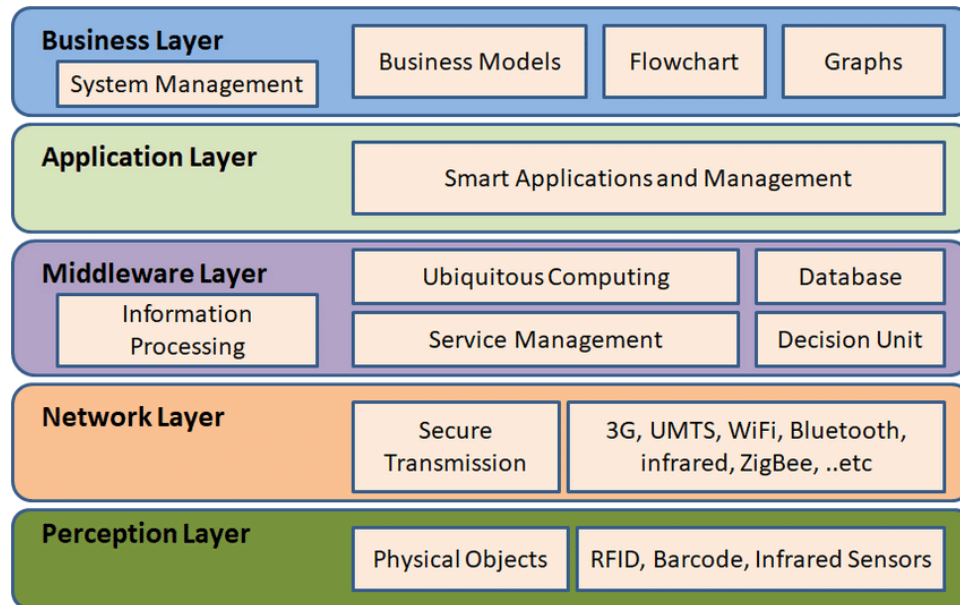 Business Layer
System Management
Business Models
Flowchart
Graphs
Application Layer
Smart Applications and Management
Middleware Layer
Information
Processing
Ubiquitous Computing
Database
Service Management
Decision Unit
Network Layer
Secure
Transmission
3G, UMTS, WiFi, Bluetooth,
infrared, ZigBee, ..etc
Perception Layer
Physical Objects
RFID, Barcode, Infrared Sensors